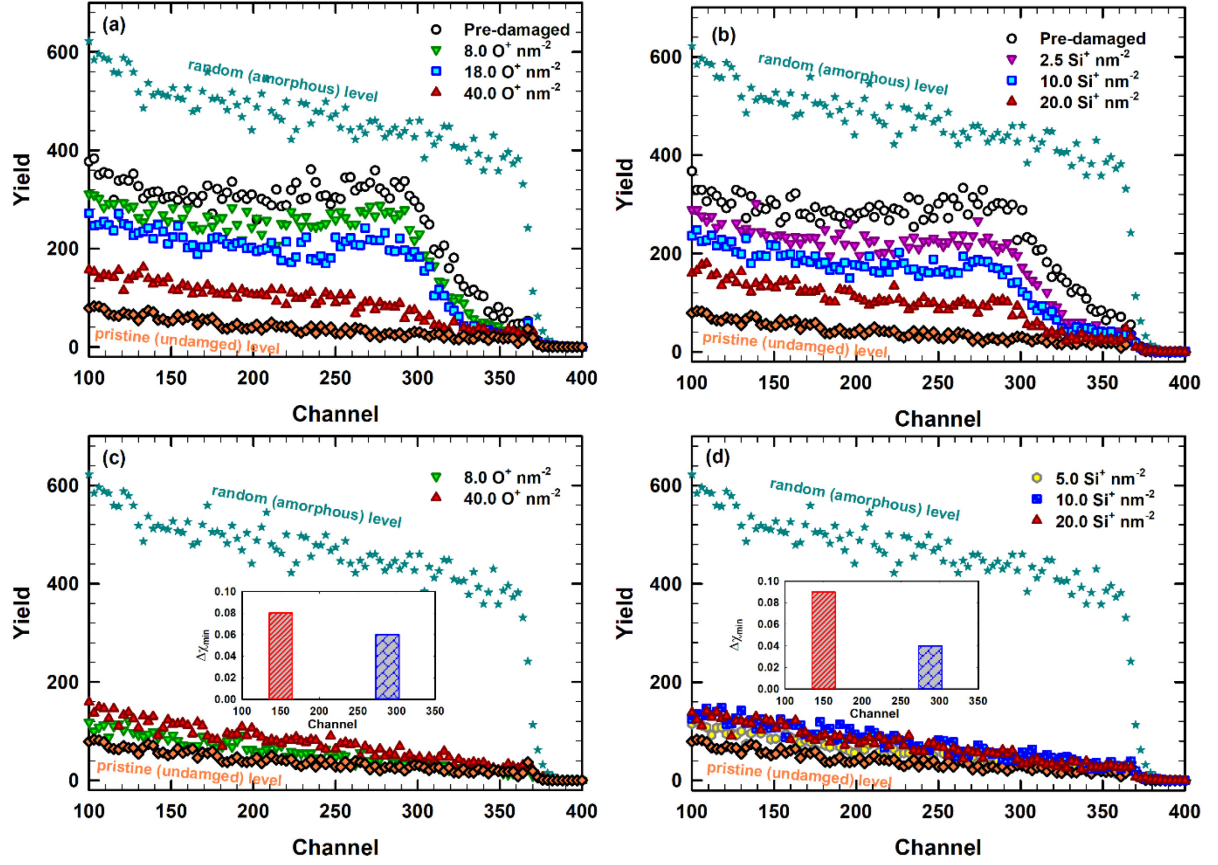 (a)
Pre-damaged
8.0 O⁺ nm⁻²
18.0 O⁺ nm⁻²
40.0 O⁺ nm⁻²
random (amorphous) level
pristine (undamged) level
Yield
600
400
200
0
100 150 200 250 300 350 400
Channel
(b)
Pre-damaged
2.5 Si⁺ nm⁻²
10.0 Si⁺ nm⁻²
20.0 Si⁺ nm⁻²
random (amorphous) level
pristine (undamged) level
Yield
600
400
200
0
100 150 200 250 300 350 400
Channel
(c)
8.0 O⁺ nm⁻²
40.0 O⁺ nm⁻²
random (amorphous) level
Δχmin
0.10
0.08
0.06
0.04
0.02
0.00
100 150 200 250 300 350
Channel
pristine (undamged) level
Yield
600
400
200
0
100 150 200 250 300 350 400
Channel
(d)
5.0 Si⁺ nm⁻²
10.0 Si⁺ nm⁻²
20.0 Si⁺ nm⁻²
random (amorphous) level
Δχmin
0.10
0.08
0.06
0.04
0.02
0.00
100 150 200 250 300 350
Channel
pristine (undamged) level
Yield
600
400
200
0
100 150 200 250 300 350 400
Channel